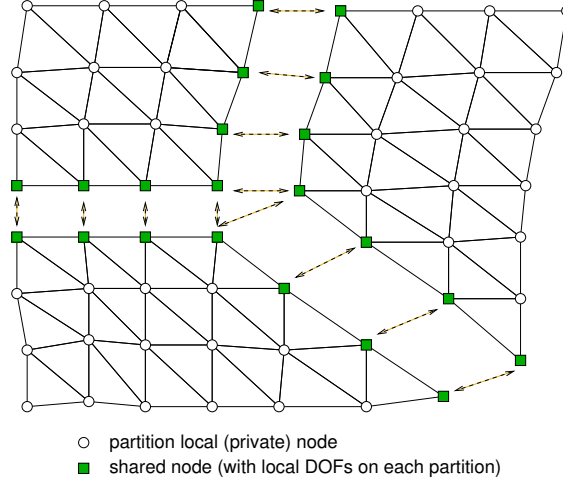 partition local (private) node
shared node (with local DOFs on each partition)